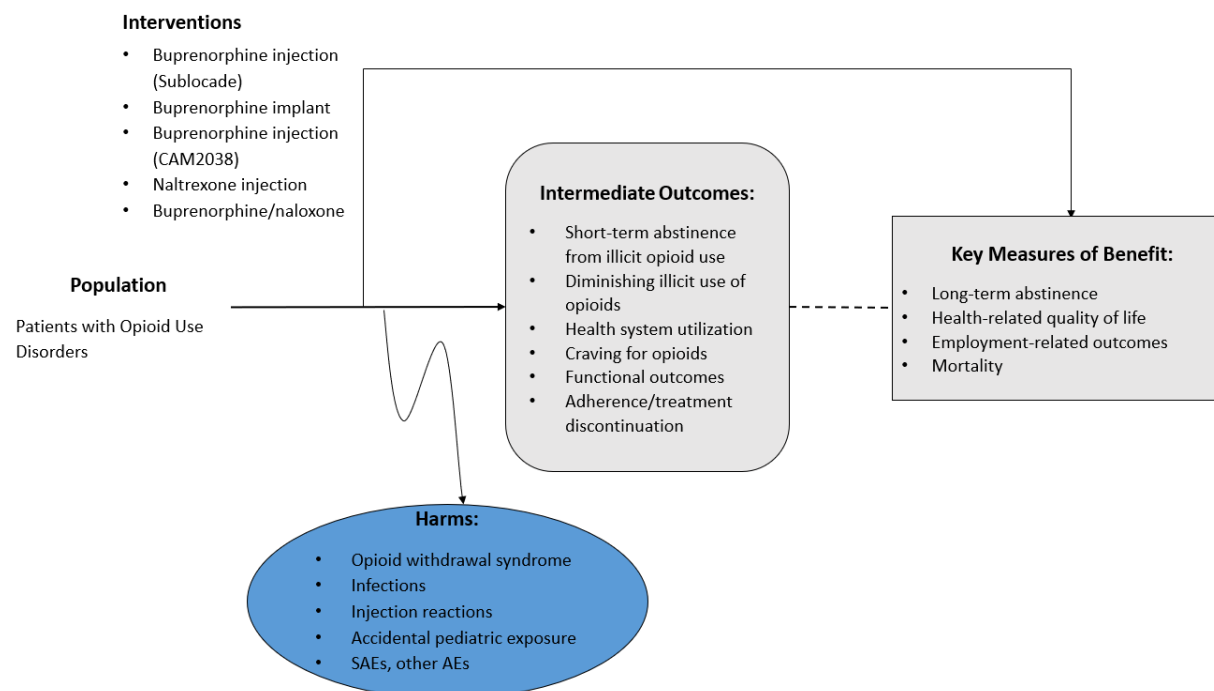 Interventions
• Buprenorphine injection
(Sublocade)
• Buprenorphine implant
• Buprenorphine injection
(CAM2038)
• Naltrexone injection
• Buprenorphine/naloxone
Population
Patients with Opioid Use
Disorders
Intermediate Outcomes:
• Short-term abstinence
from illicit opioid use
• Diminishing illicit use of
opioids
• Health system utilization
• Craving for opioids
• Functional outcomes
• Adherence/treatment
discontinuation
Key Measures of Benefit:
• Long-term abstinence
• Health-related quality of life
• Employment-related outcomes
• Mortality
Harms:
• Opioid withdrawal syndrome
• Infections
• Injection reactions
• Accidental pediatric exposure
• SAEs, other AEs